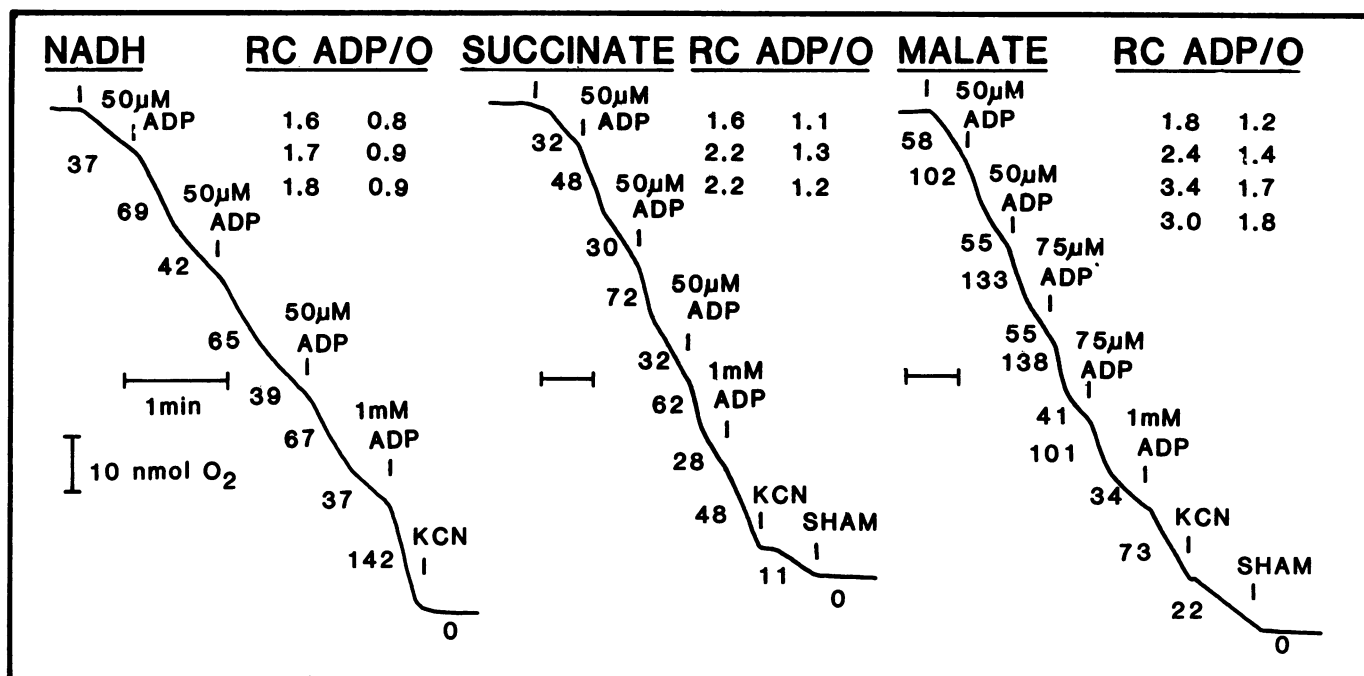 NADH RC ADP/O
50µM
ADP
1.6 0.8
1.7 0.9
1.8 0.9
37
69
50µM
ADP
42
65
50µM
ADP
39
67
1mM
ADP
37
142
KCN
0
1min
10 nmol O₂
SUCCINATE RC ADP/O
50µM
ADP
1.6 1.1
2.2 1.3
2.2 1.2
32
48
50µM
ADP
30
72
50µM
ADP
32
62
1mM
ADP
28
48
KCN
SHAM
11
0
MALATE RC ADP/O
50µM
ADP
1.8 1.2
2.4 1.4
3.4 1.7
3.0 1.8
58
102
50µM
ADP
55
133
75µM
ADP
55
138
75µM
ADP
41
101
1mM
ADP
34
73
KCN
SHAM
22
0